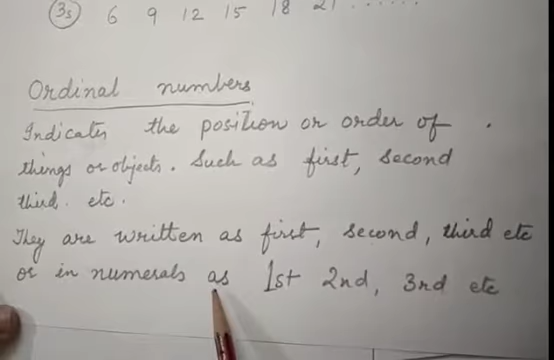 3s 6 9 12 15 18 21 ......
Ordinal numbers
Indicates the position or order of .
things or objects. Such as first, second
third. etc.
They are written as first, second, third etc
or in numerals as 1st 2nd, 3rd etc